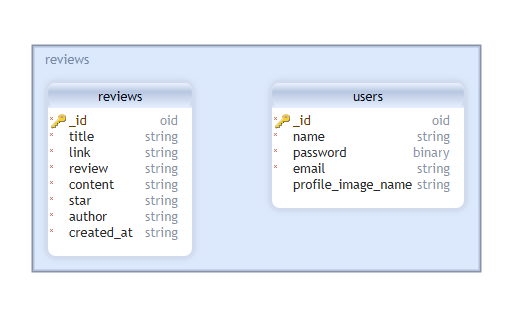 reviews
reviews
* _id oid
* title string
* link string
* review string
* content string
* star string
* author string
* created_at string
users
* _id oid
* name string
* password binary
* email string
profile_image_name string